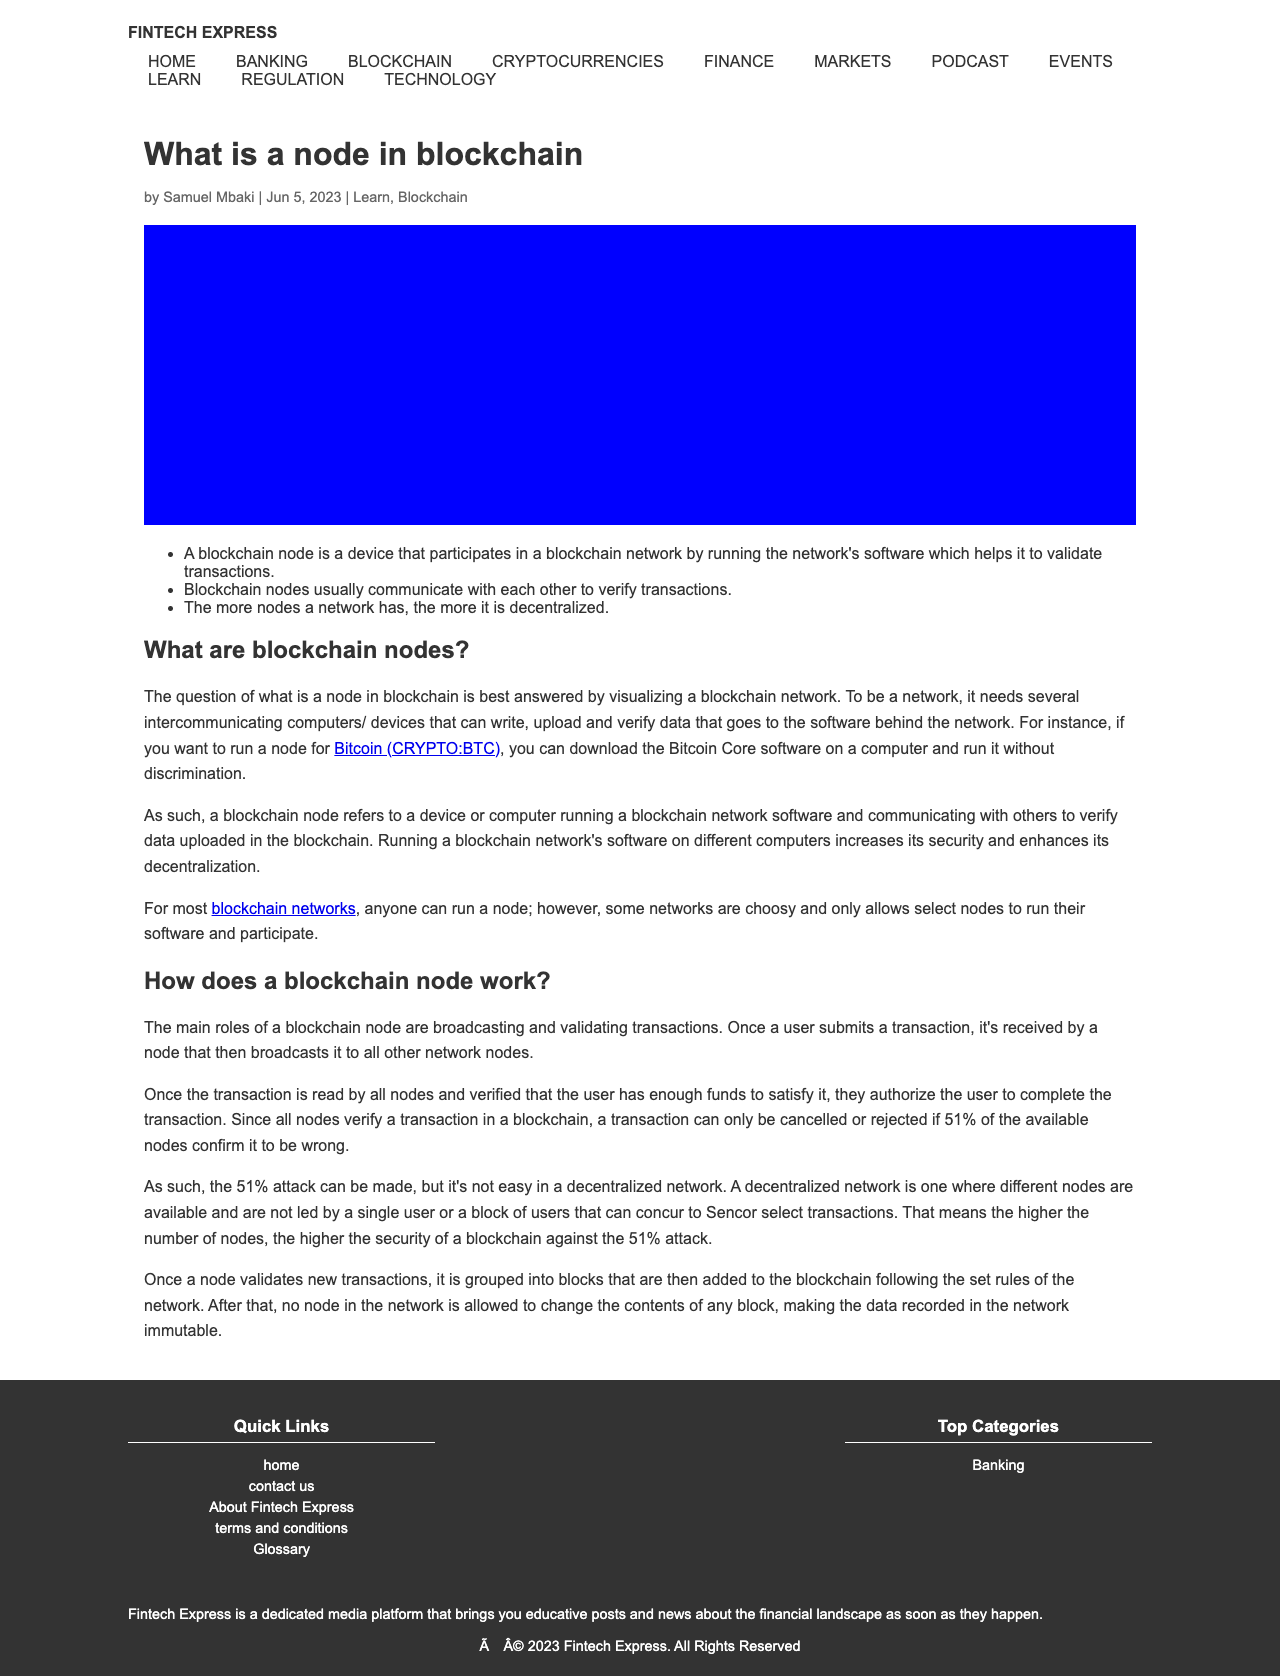 FINTECH EXPRESS
HOME BANKING BLOCKCHAIN CRYPTOCURRENCIES FINANCE MARKETS PODCAST EVENTS
LEARN REGULATION TECHNOLOGY
What is a node in blockchain
by Samuel Mbaki | Jun 5, 2023 | Learn, Blockchain
• A blockchain node is a device that participates in a blockchain network by running the network's software which helps it to validate
transactions.
• Blockchain nodes usually communicate with each other to verify transactions.
• The more nodes a network has, the more it is decentralized.
What are blockchain nodes?
The question of what is a node in blockchain is best answered by visualizing a blockchain network. To be a network, it needs several
intercommunicating computers/ devices that can write, upload and verify data that goes to the software behind the network. For instance, if
you want to run a node for Bitcoin (CRYPTO:BTC), you can download the Bitcoin Core software on a computer and run it without
discrimination.
As such, a blockchain node refers to a device or computer running a blockchain network software and communicating with others to verify
data uploaded in the blockchain. Running a blockchain network's software on different computers increases its security and enhances its
decentralization.
For most blockchain networks, anyone can run a node; however, some networks are choosy and only allows select nodes to run their
software and participate.
How does a blockchain node work?
The main roles of a blockchain node are broadcasting and validating transactions. Once a user submits a transaction, it's received by a
node that then broadcasts it to all other network nodes.
Once the transaction is read by all nodes and verified that the user has enough funds to satisfy it, they authorize the user to complete the
transaction. Since all nodes verify a transaction in a blockchain, a transaction can only be cancelled or rejected if 51% of the available
nodes confirm it to be wrong.
As such, the 51% attack can be made, but it's not easy in a decentralized network. A decentralized network is one where different nodes are
available and are not led by a single user or a block of users that can concur to Sencor select transactions. That means the higher the
number of nodes, the higher the security of a blockchain against the 51% attack.
Once a node validates new transactions, it is grouped into blocks that are then added to the blockchain following the set rules of the
network. After that, no node in the network is allowed to change the contents of any block, making the data recorded in the network
immutable.
Quick Links
home
contact us
About Fintech Express
terms and conditions
Glossary
Top Categories
Banking
Fintech Express is a dedicated media platform that brings you educative posts and news about the financial landscape as soon as they happen.
Ã Â© 2023 Fintech Express. All Rights Reserved